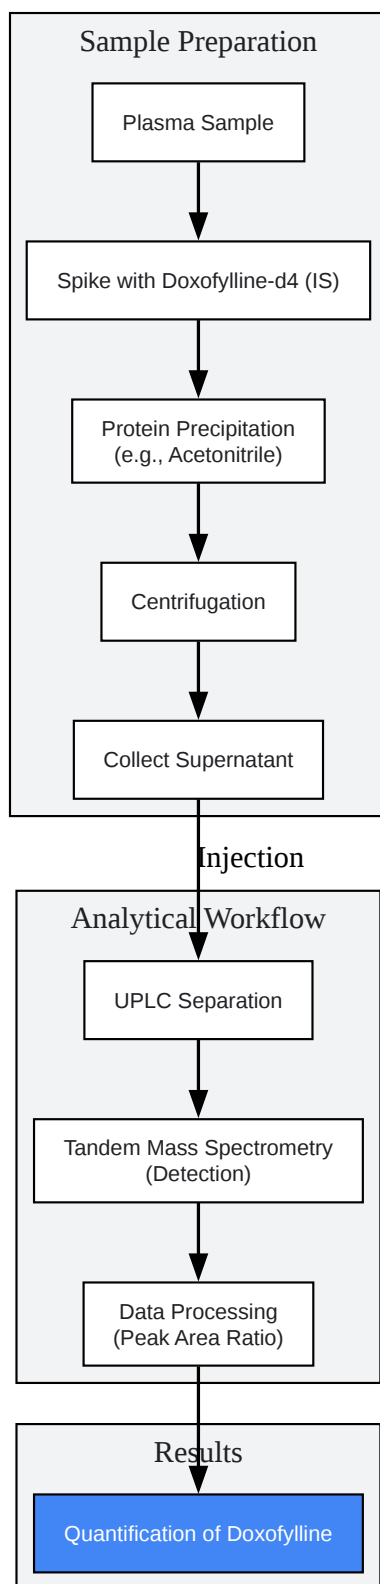 Sample Preparation
Plasma Sample
Spike with Doxofylline-d4 (IS)
Protein Precipitation
(e.g., Acetonitrile)
Centrifugation
Collect Supernatant
Injection
Analytical Workflow
UPLC Separation
Tandem Mass Spectrometry
(Detection)
Data Processing
(Peak Area Ratio)
Results
Quantification of Doxofylline